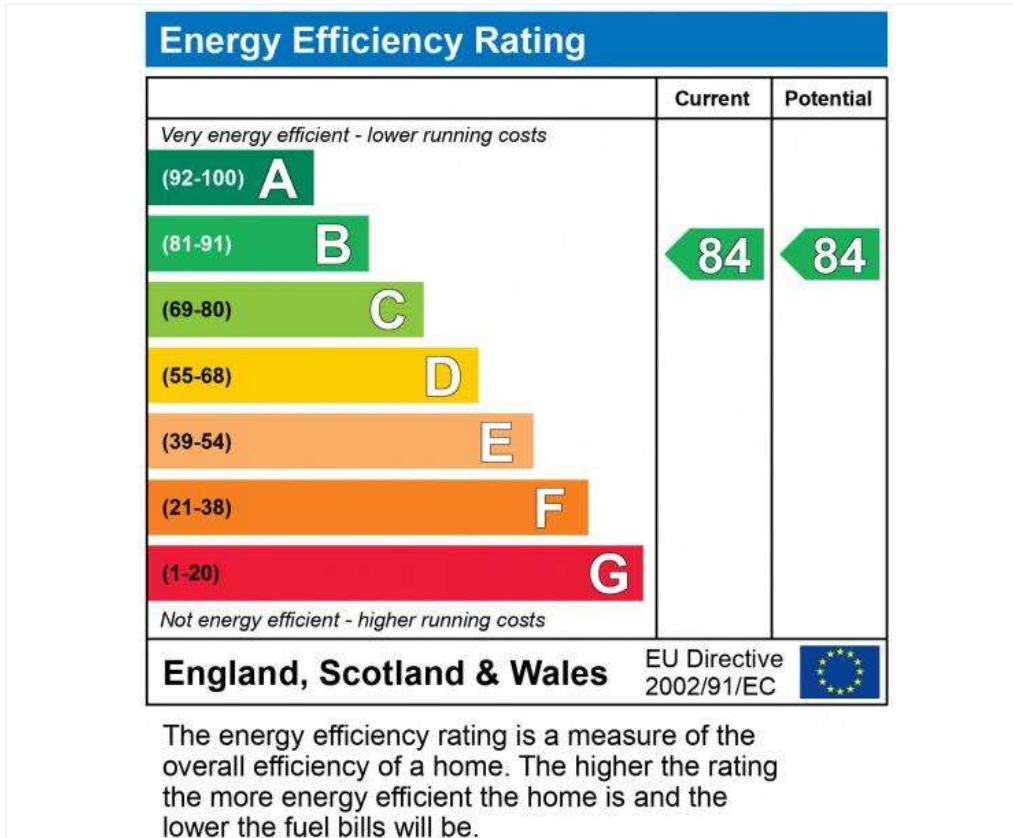 Energy Efficiency Rating
Current Potential
Very energy efficient - lower running costs
(92-100) A
(81-91) B 84 84
(69-80) C
(55-68) D
(39-54) E
(21-38) F
(1-20) G
Not energy efficient - higher running costs
England, Scotland & Wales
EU Directive
2002/91/EC
The energy efficiency rating is a measure of the
overall efficiency of a home. The higher the rating
the more energy efficient the home is and the
lower the fuel bills will be.